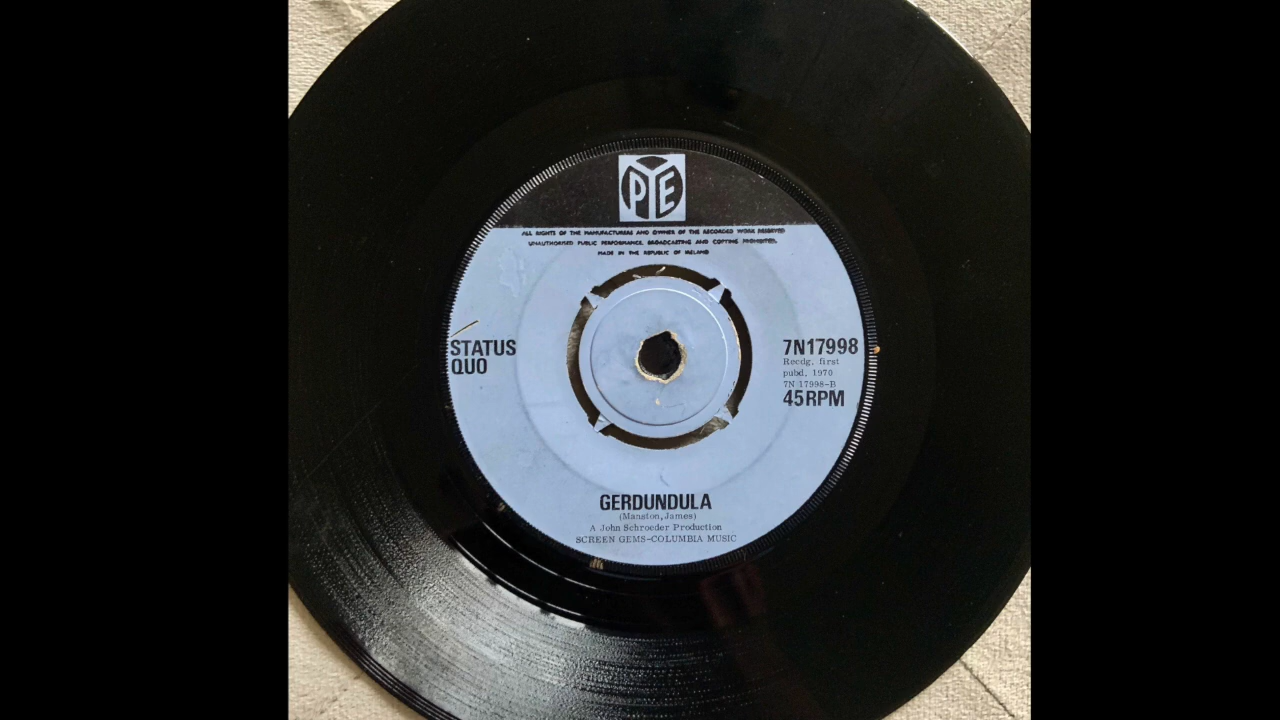 PYE
ALL RIGHTS OF THE MANUFACTURERS AND OWNER OF THE RECORDED WORK RESERVED
UNAUTHORISED PUBLIC PERFORMANCE, BROADCASTING AND COPYING PROHIBITED.
MADE IN THE REPUBLIC OF IRELAND
STATUS
QUO
7N17998
Recdg. first
pubd. 1970
7N 17998-B
45RPM
GERDUNDULA
(Manston, James)
A John Schroeder Production
SCREEN GEMS-COLUMBIA MUSIC